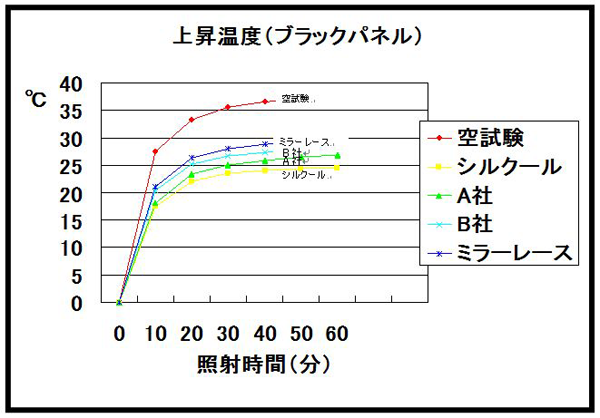 上昇温度（ブラックパネル）
℃
40
35
30
25
20
15
10
5
0
空試験
ミラーレース
B社
A社
シルクール
0 10 20 30 40 50 60
照射時間（分）
空試験
シルクール
A社
B社
ミラーレース